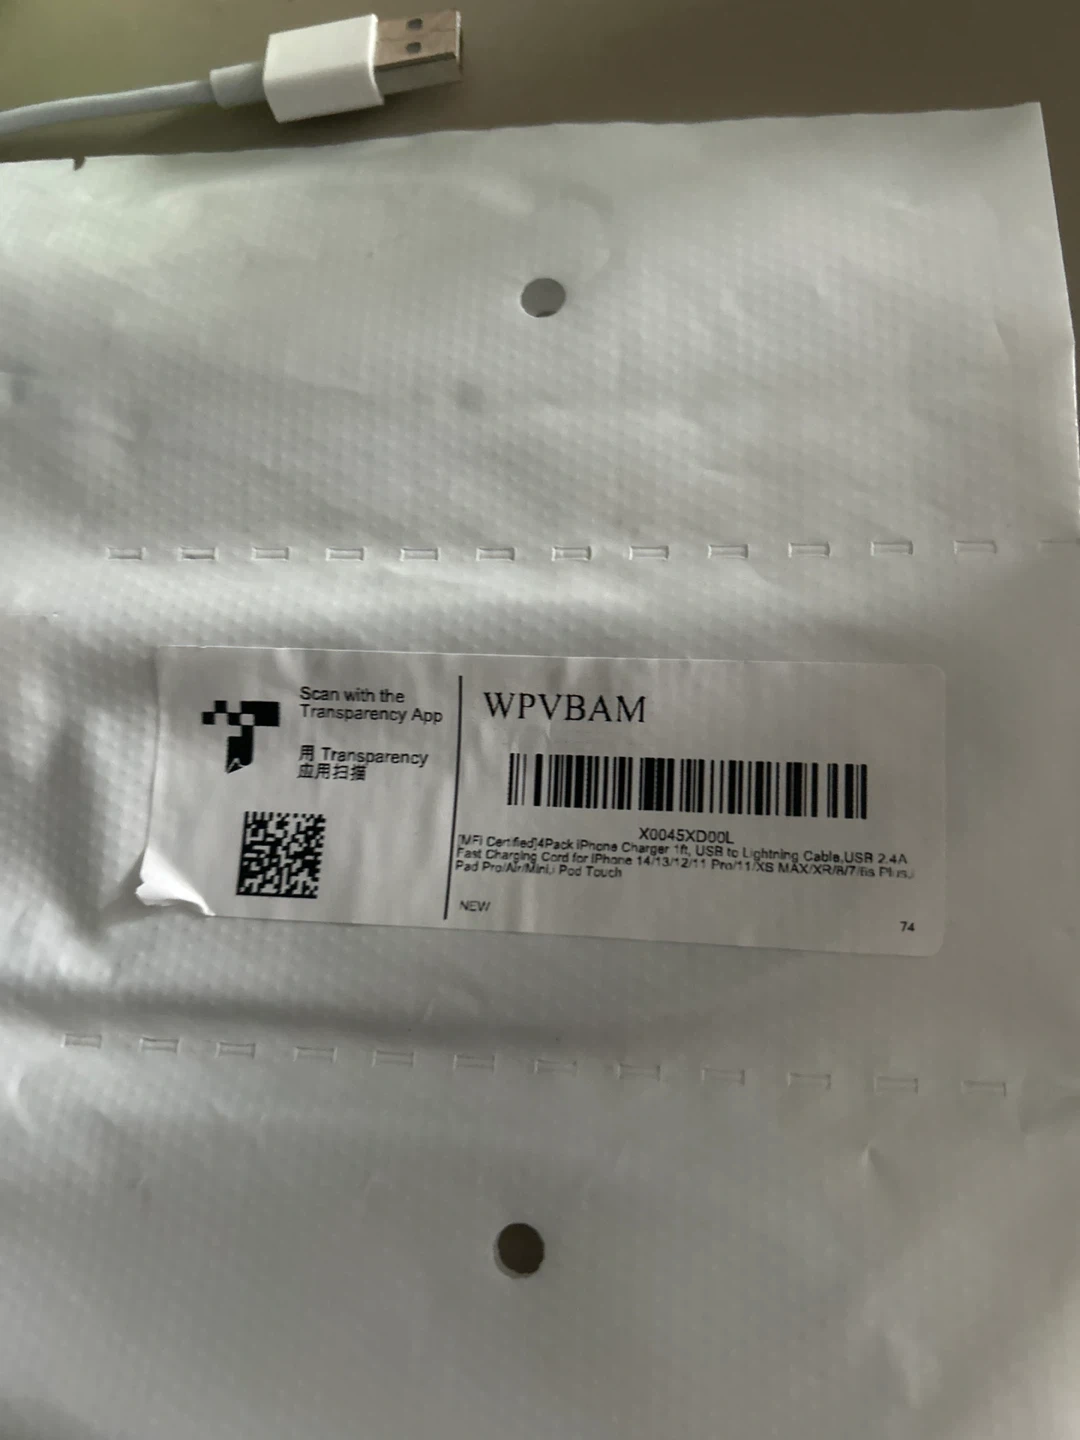 Scan with the
Transparency App
用 Transparency
应用扫描
WPVBAM
X0045XD00L
[MFi Certified]4Pack iPhone Charger 1ft, USB to Lightning Cable,USB 2.4A
Fast Charging Cord for iPhone 14/13/12/11 Pro/11/XS MAX/XR/8/7/6s Plus,i
Pad Pro/Air/Mini,i Pod Touch
NEW
74